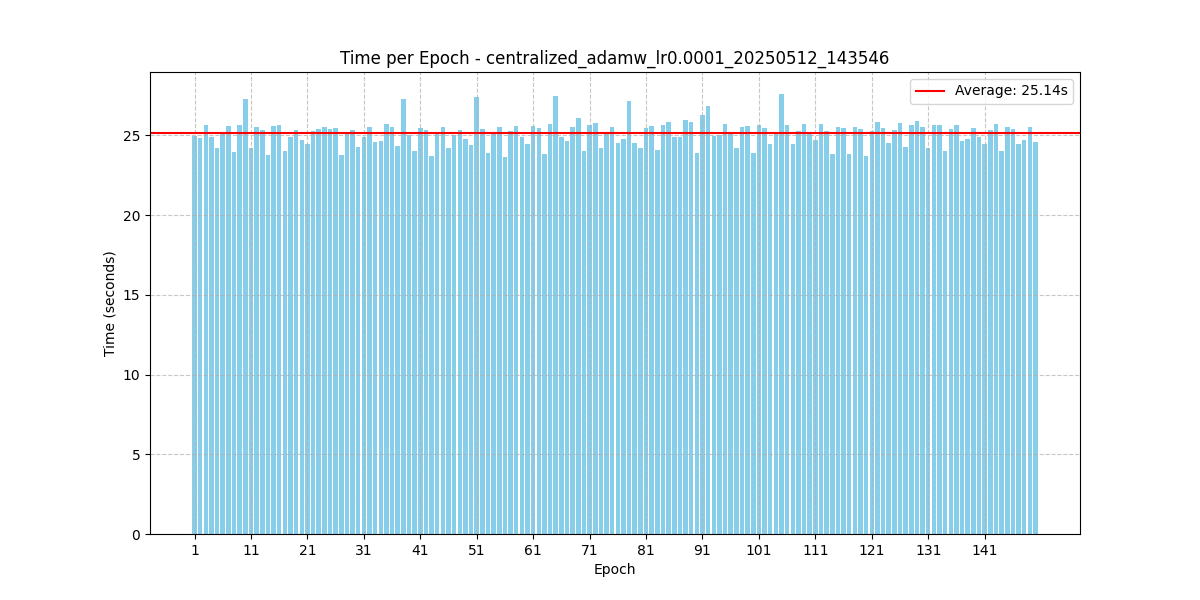 Time per Epoch - centralized_adamw_lr0.0001_20250512_143546
Average: 25.14s
Time (seconds)
25
20
15
10
5
0
1 11 21 31 41 51 61 71 81 91 101 111 121 131 141
Epoch